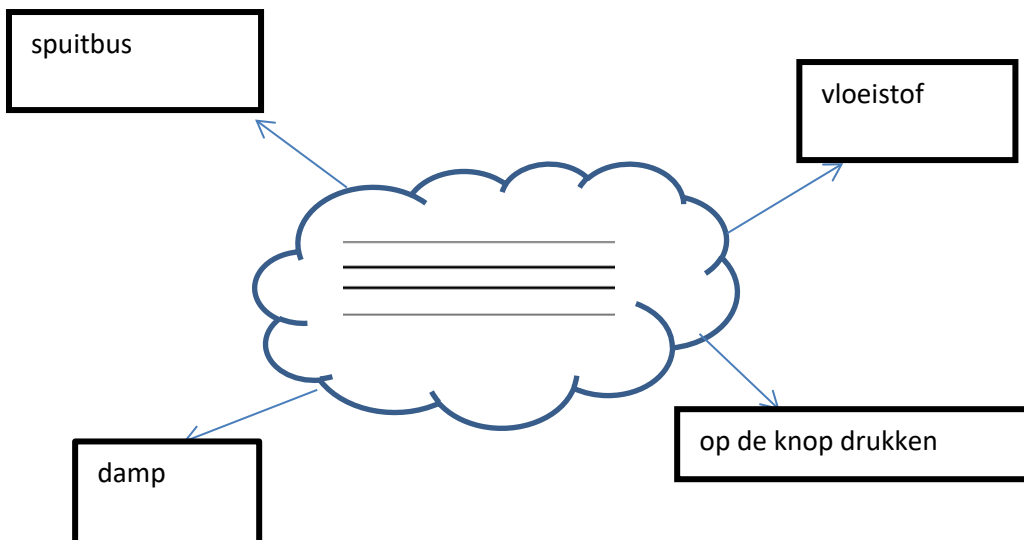 spuitbus
vloeistof
op de knop drukken
damp